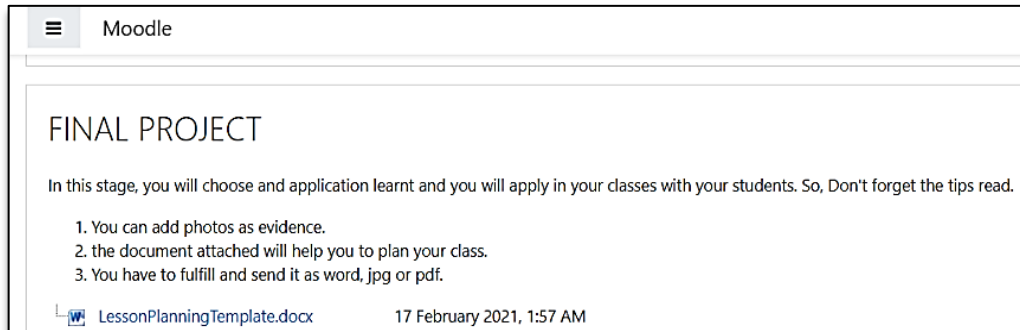 Moodle
FINAL PROJECT
In this stage, you will choose and application learnt and you will apply in your classes with your students. So, Don't forget the tips read.
1. You can add photos as evidence.
2. the document attached will help you to plan your class.
3. You have to fulfill and send it as word, jpg or pdf.
LessonPlanningTemplate.docx 17 February 2021, 1:57 AM